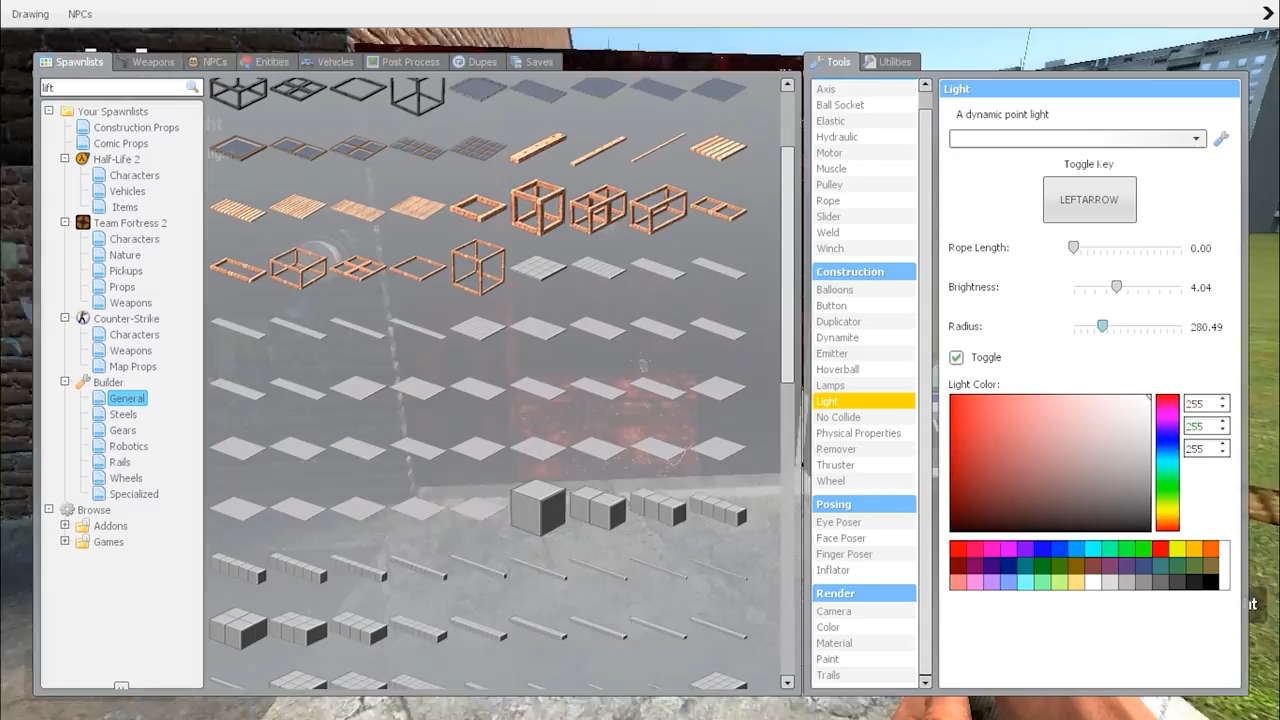 Drawing NPCs
Spawnlists Weapons NPCs Entities Vehicles Post Process Dupes Saves
lift
Your Spawnlists
Construction Props
Comic Props
Half-Life 2
Characters
Vehicles
Items
Team Fortress 2
Characters
Nature
Pickups
Props
Weapons
Counter-Strike
Characters
Weapons
Map Props
Builder
General
Steels
Gears
Robotics
Rails
Wheels
Specialized
Browse
Addons
Games
Tools Utilities
Axis
Ball Socket
Elastic
Hydraulic
Motor
Muscle
Pulley
Rope
Slider
Weld
Winch
Construction
Balloons
Button
Duplicator
Dynamite
Emitter
Hoverball
Lamps
Light
No Collide
Physical Properties
Remover
Thruster
Wheel
Posing
Eye Poser
Face Poser
Finger Poser
Inflator
Render
Camera
Color
Material
Paint
Trails
Light
A dynamic point light
Toggle Key
LEFTARROW
Rope Length: 0.00
Brightness: 4.04
Radius: 280.49
Toggle
Light Color:
255
255
255